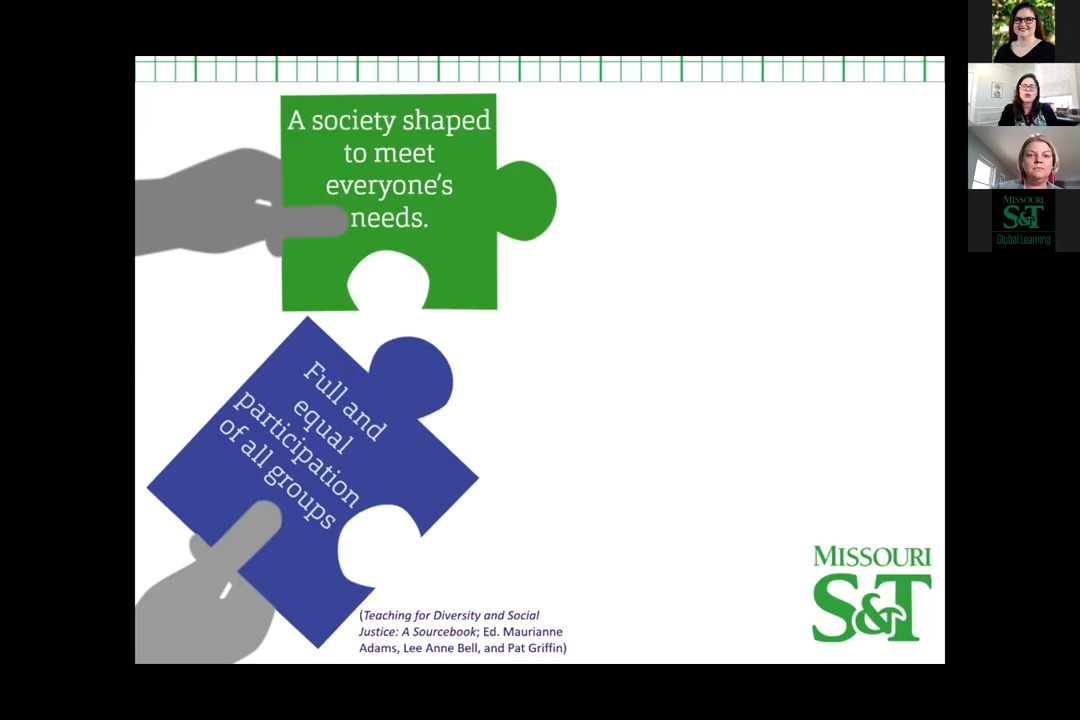 A society shaped
to meet
everyone’s
needs.
Full and
equal
participation
of all groups
(Teaching for Diversity and Social
Justice: A Sourcebook; Ed. Maurianne
Adams, Lee Anne Bell, and Pat Griffin)
MISSOURI
S&T
MISSOURI
S&T
Global Learning